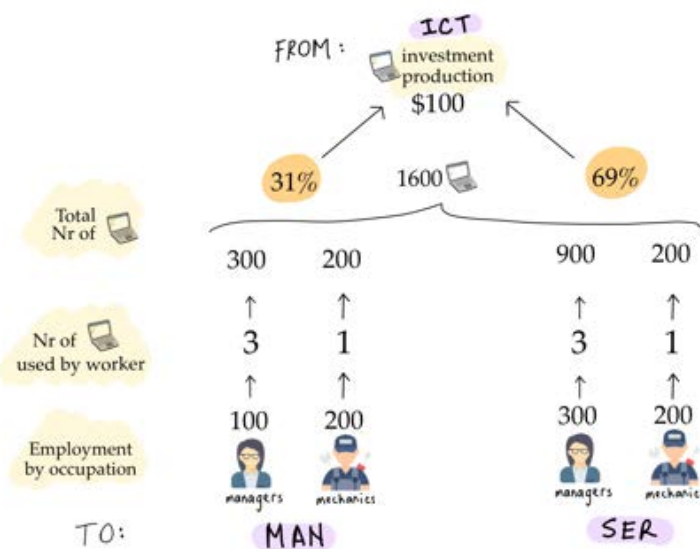 ICT
FROM:
investment
production
$100
31%
1600
69%
Total
Nr of
300 200 900 200
Nr of
used by worker
3 1 3 1
100 200 300 200
Employment
by occupation
managers mechanics managers mechanic
TO: MAN SER